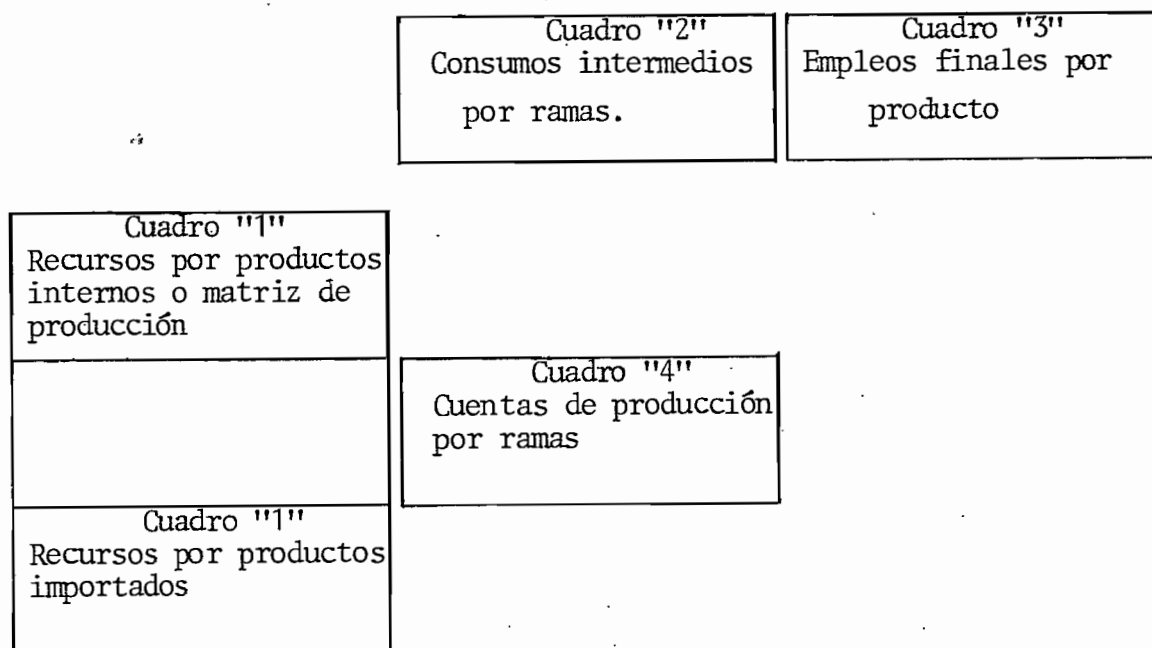 Cuadro "2"
Consumos intermedios
por ramas.
Cuadro "3"
Empleos finales por
producto
Cuadro "1"
Recursos por productos
internos o matriz de
producción
Cuadro "4"
Cuentas de producción
por ramas
Cuadro "1"
Recursos por productos
importados